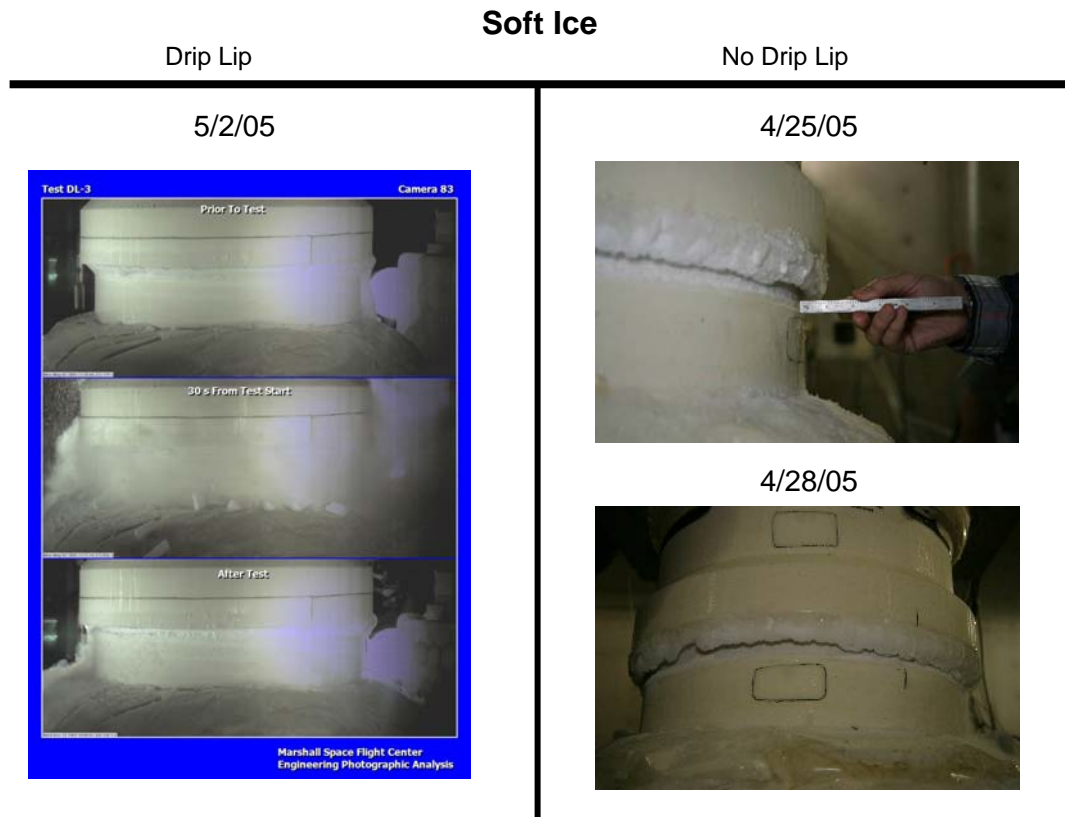 Soft Ice
Drip Lip
No Drip Lip
5/2/05
Test DL-3
Camera 83
Prior To Test
30 s From Test Start
After Test
Marshall Space Flight Center
Engineering Photographic Analysis
4/25/05
4/28/05